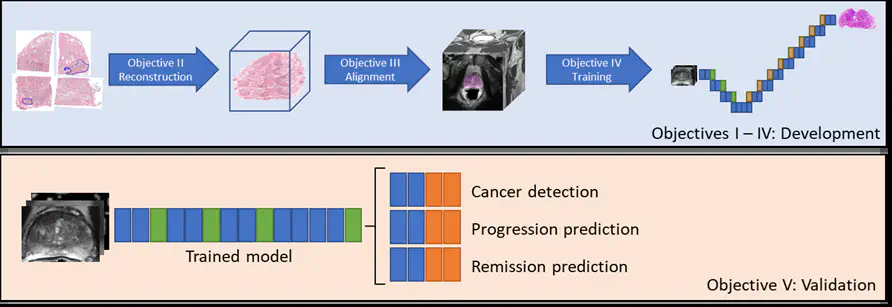 Objective II
Reconstruction
Objective III
Alignment
Objective IV
Training
Objectives I – IV: Development
Trained model
Cancer detection
Progression prediction
Remission prediction
Objective V: Validation